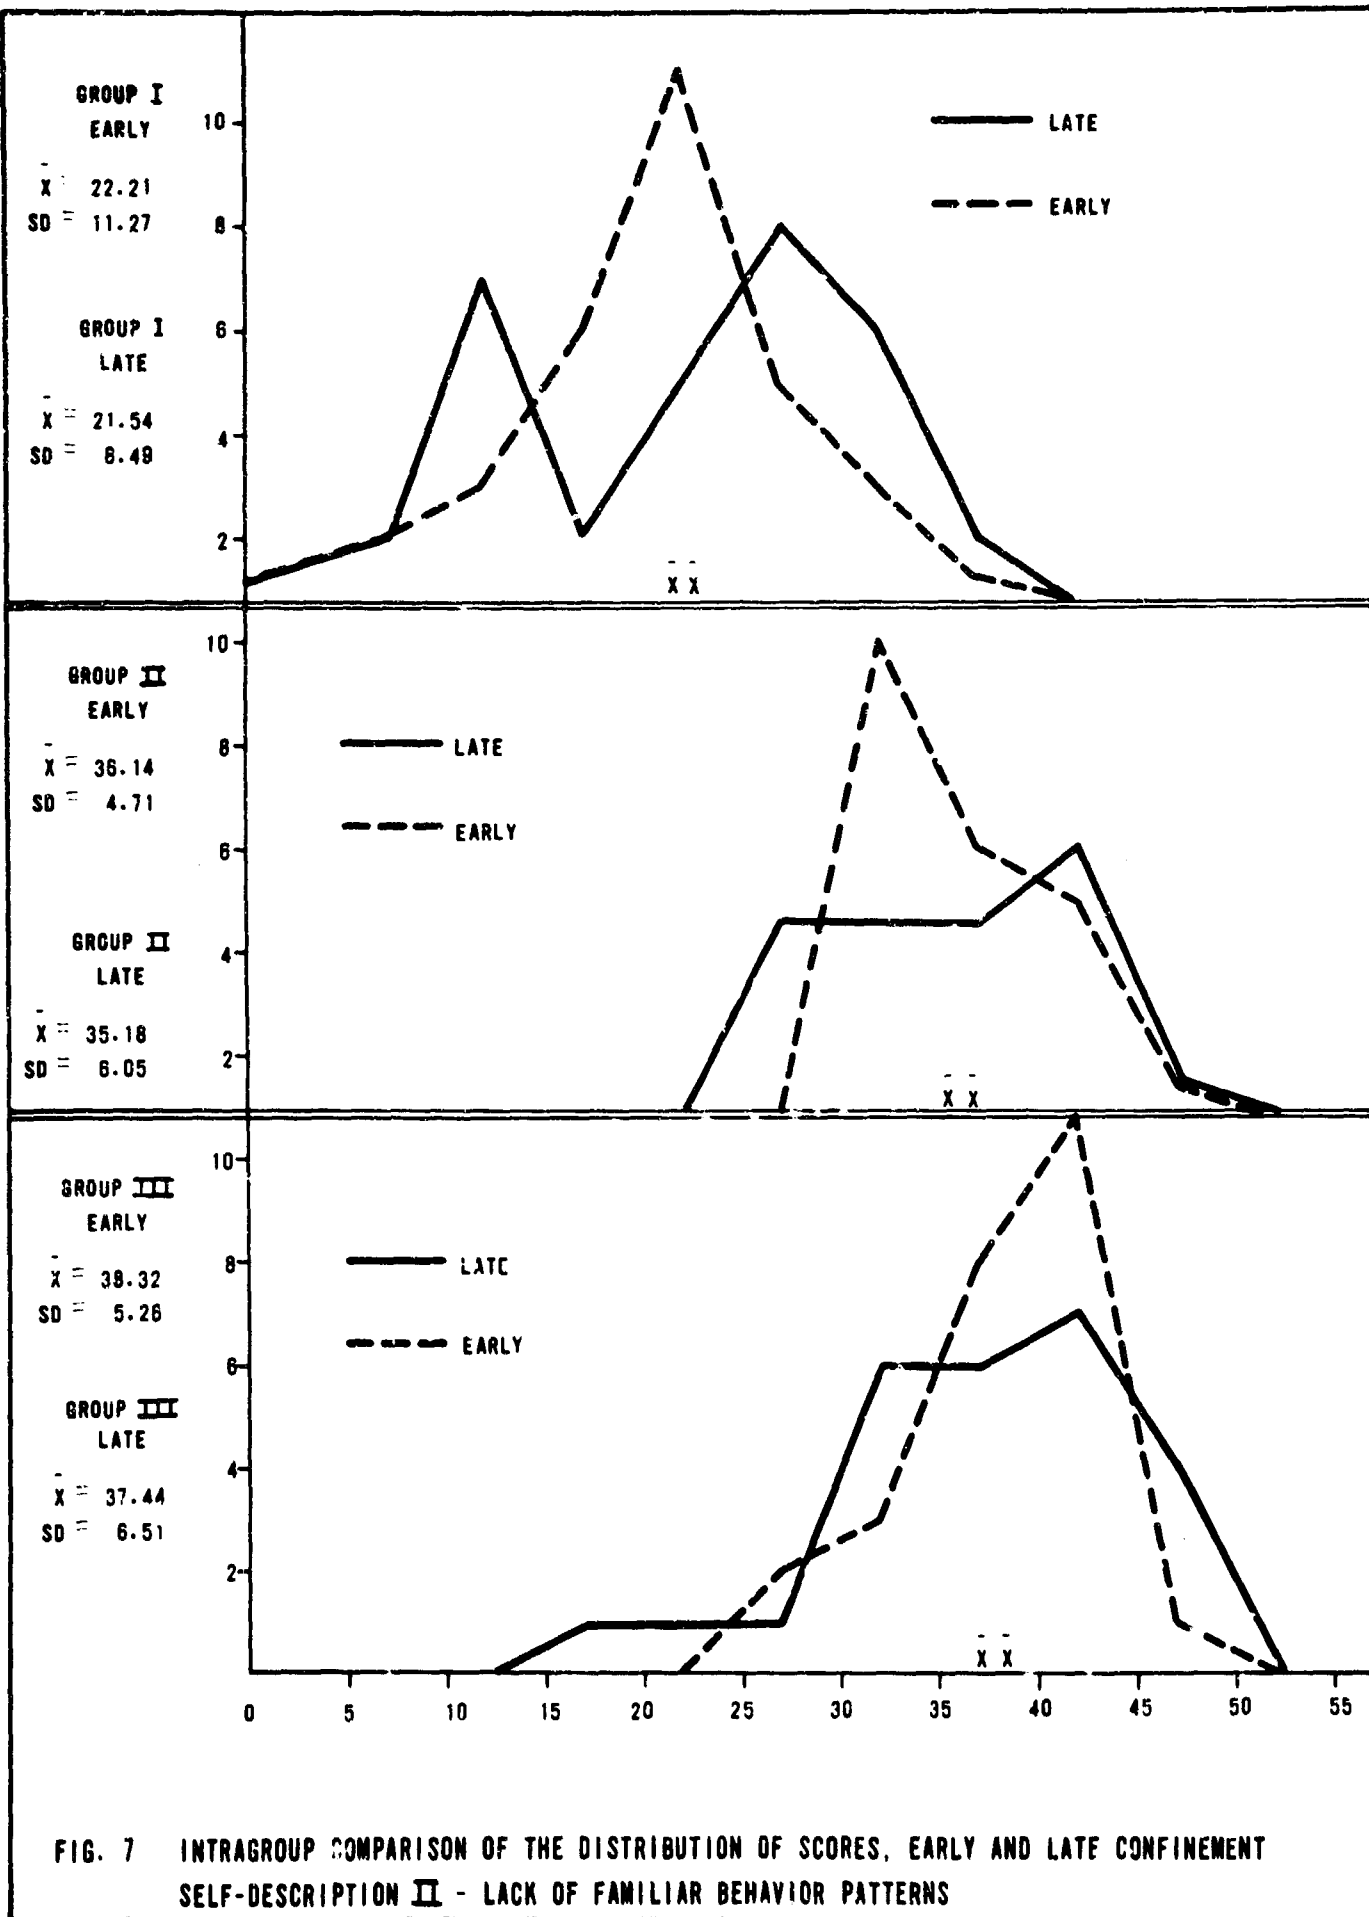 GROUP I
EARLY
X̄ = 22.21
SD = 11.27
GROUP I
LATE
X̄ = 21.54
SD = 8.49
10
8
6
4
2
LATE
EARLY
X̄ X̄
GROUP II
EARLY
X̄ = 36.14
SD = 4.71
GROUP II
LATE
X̄ = 35.18
SD = 6.05
10
8
6
4
2
LATE
EARLY
X̄ X̄
GROUP III
EARLY
X̄ = 38.32
SD = 5.26
GROUP III
LATE
X̄ = 37.44
SD = 6.51
10
8
6
4
2
LATE
EARLY
X̄ X̄
0 5 10 15 20 25 30 35 40 45 50 55
FIG. 7 INTRAGROUP COMPARISON OF THE DISTRIBUTION OF SCORES, EARLY AND LATE CONFINEMENT
SELF-DESCRIPTION II - LACK OF FAMILIAR BEHAVIOR PATTERNS